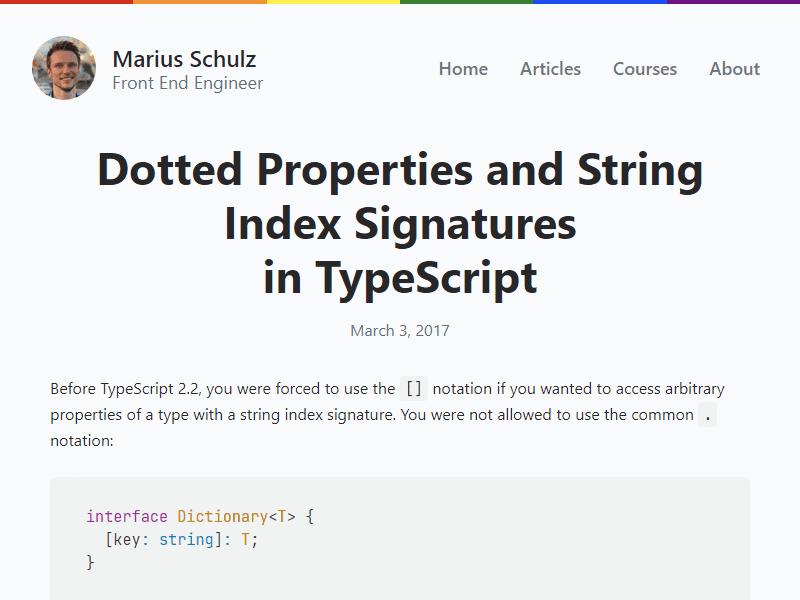 Marius Schulz
Front End Engineer
Home Articles Courses About
Dotted Properties and String
Index Signatures
in TypeScript
March 3, 2017
Before TypeScript 2.2, you were forced to use the [] notation if you wanted to access arbitrary
properties of a type with a string index signature. You were not allowed to use the common .
notation:
interface Dictionary<T> {
  [key: string]: T;
}